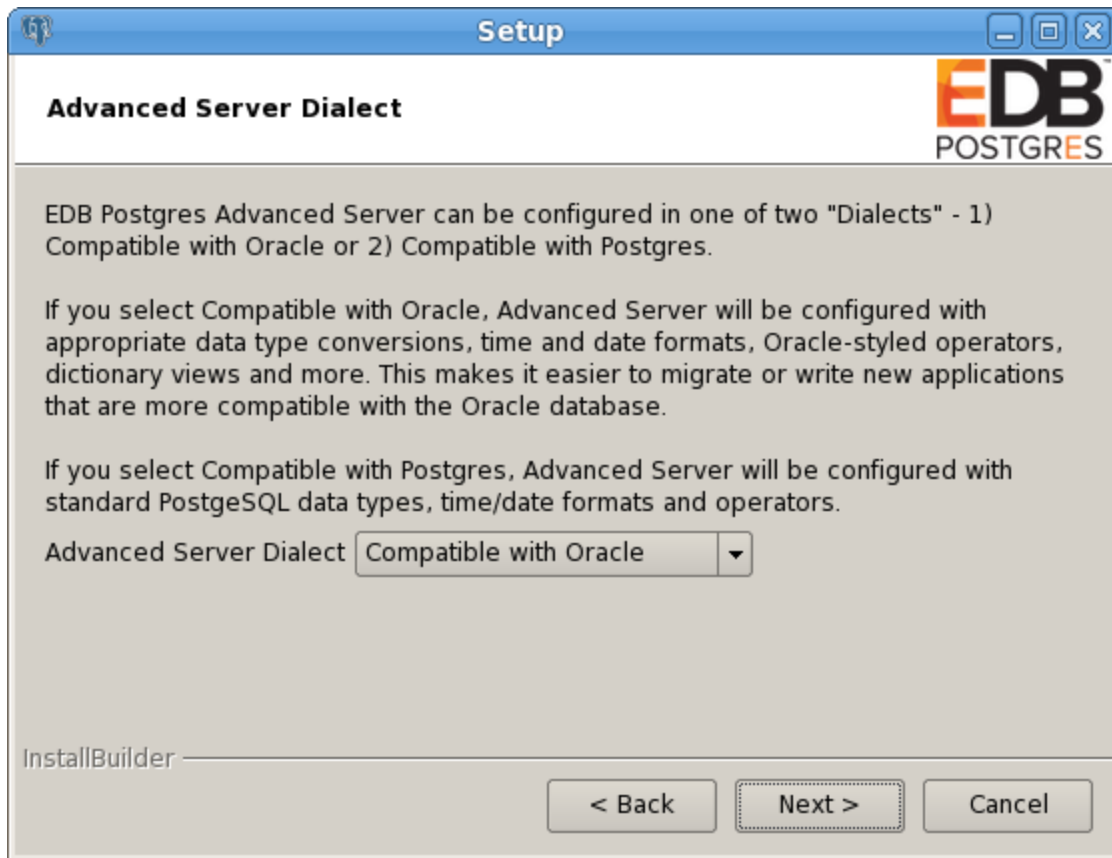 Setup
Advanced Server Dialect
EDB
POSTGRES
EDB Postgres Advanced Server can be configured in one of two "Dialects" - 1)
Compatible with Oracle or 2) Compatible with Postgres.
If you select Compatible with Oracle, Advanced Server will be configured with
appropriate data type conversions, time and date formats, Oracle-styled operators,
dictionary views and more. This makes it easier to migrate or write new applications
that are more compatible with the Oracle database.
If you select Compatible with Postgres, Advanced Server will be configured with
standard PostgeSQL data types, time/date formats and operators.
Advanced Server Dialect Compatible with Oracle
InstallBuilder
< Back Next > Cancel